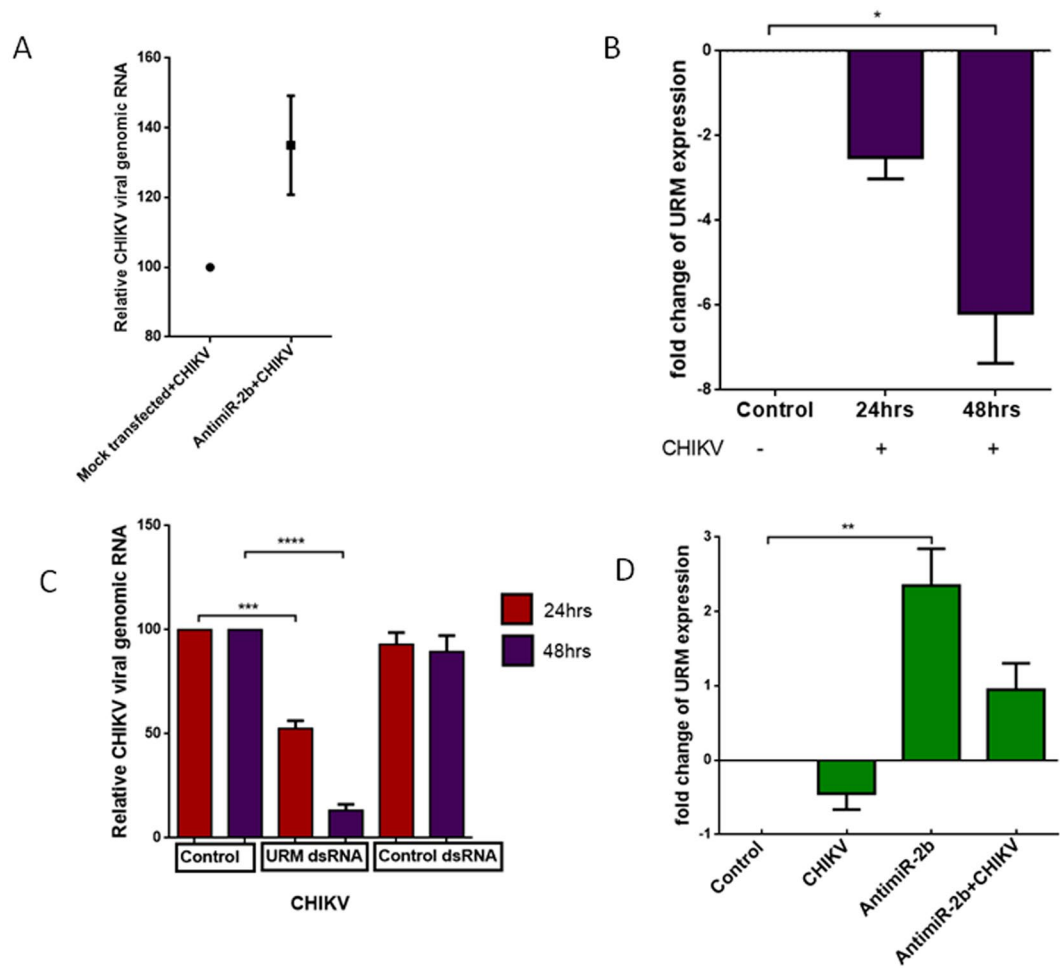 A
Relative CHIKV viral genomic RNA
160
140
120
100
80
Mock transfected+CHIKV
AntimiR-2b+CHIKV
B
*
fold change of URM expression
0
-2
-4
-6
-8
Control 24hrs 48hrs
CHIKV - + +
C
Relative CHIKV viral genomic RNA
150
100
50
0
***
****
24hrs
48hrs
Control URM dsRNA Control dsRNA
CHIKV
D
**
fold change of URM expression
3
2
1
0
-1
Control
CHIKV
AntimiR-2b
AntimiR-2b+CHIKV